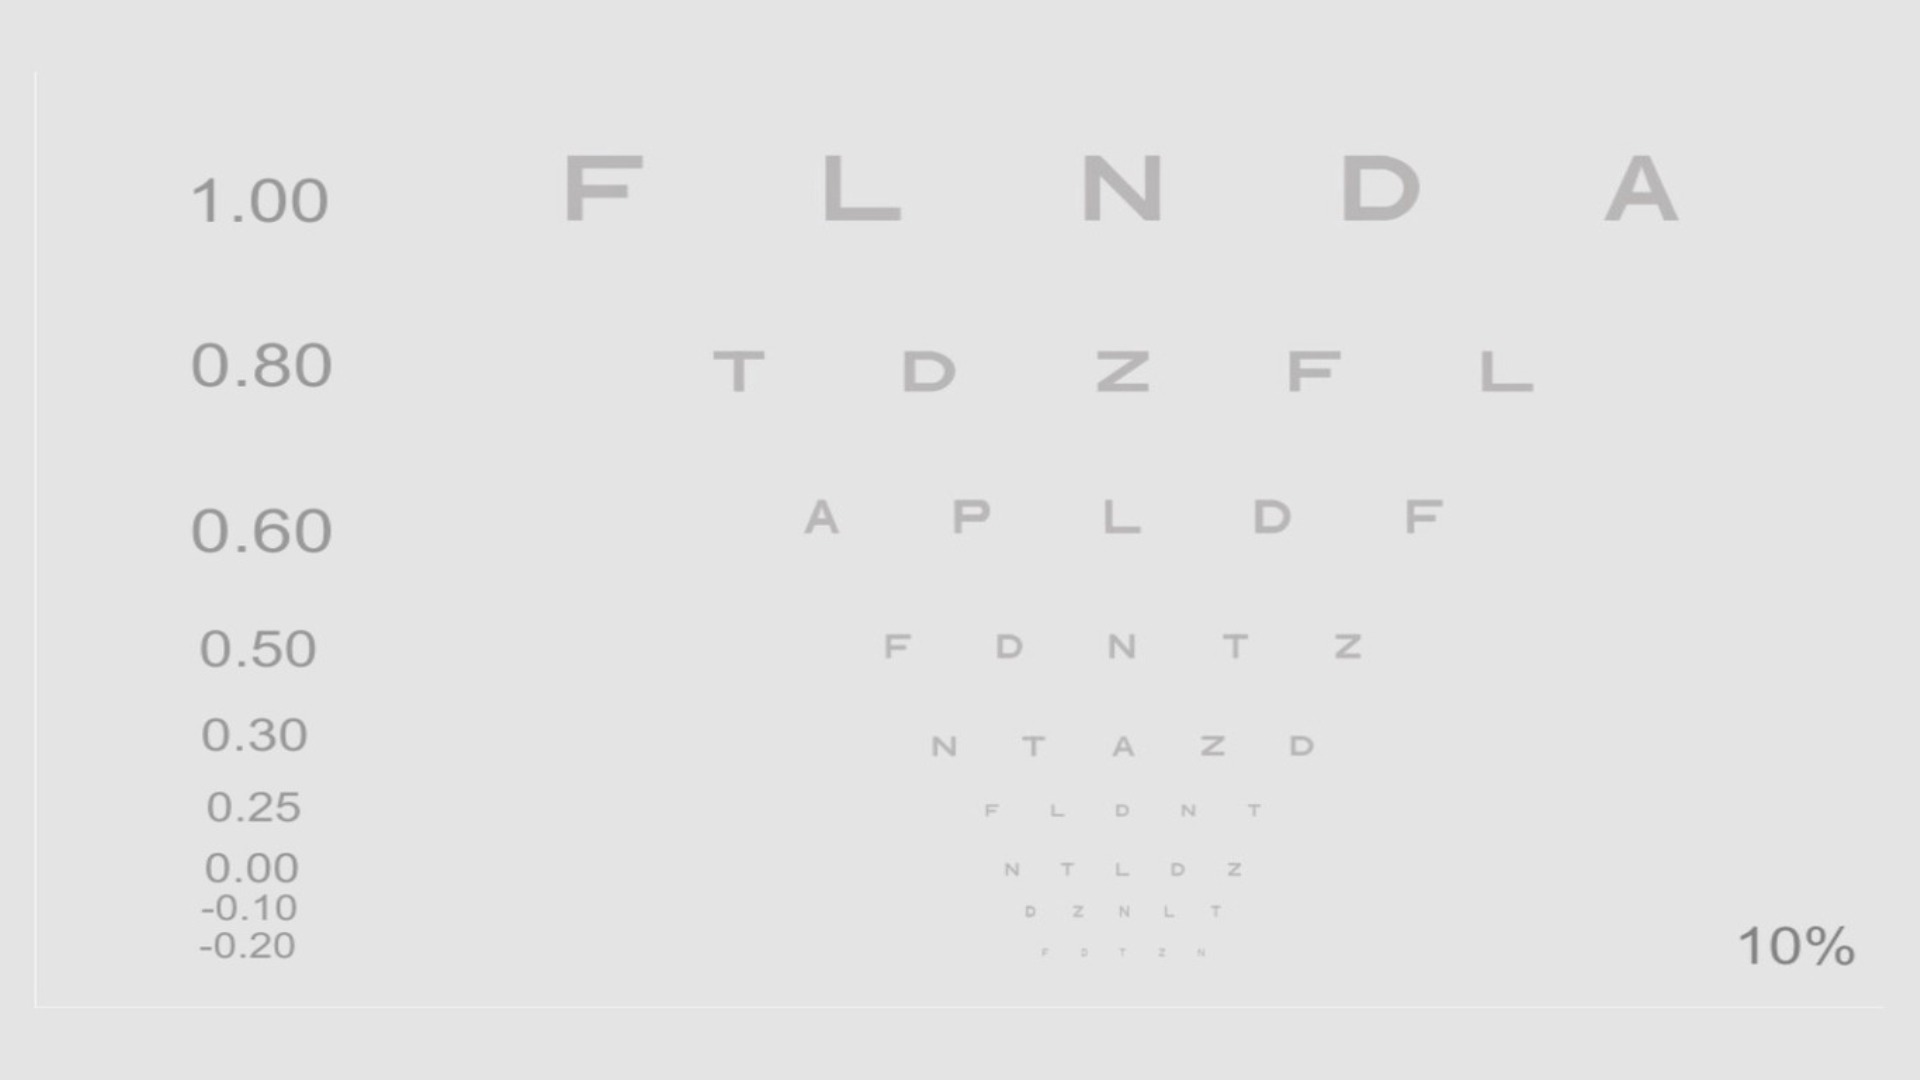 1.00 F L N D A
0.80 T D Z F L
0.60 A P L D F
0.50 F D N T Z
0.30 N T A Z D
0.25 F L D N T
0.00 N T L D Z
-0.10 D Z N L T
-0.20 F D T Z N
10%